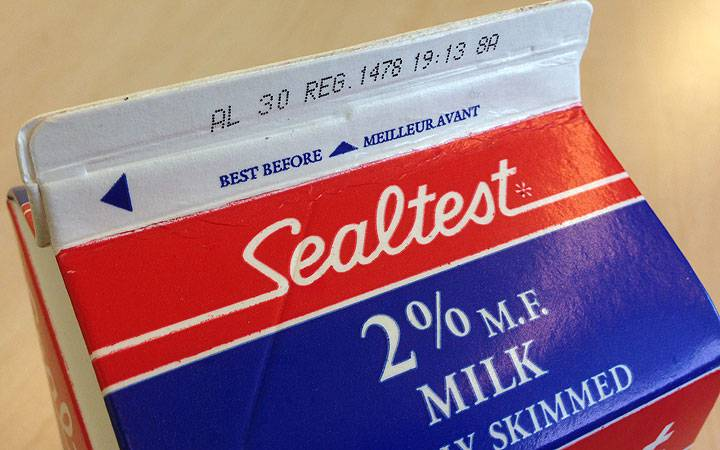 AL 30 REG.1478 19:13 8A
BEST BEFORE MEILLEUR AVANT
Sealtest*
2% M.F.
MILK
SKIMMED